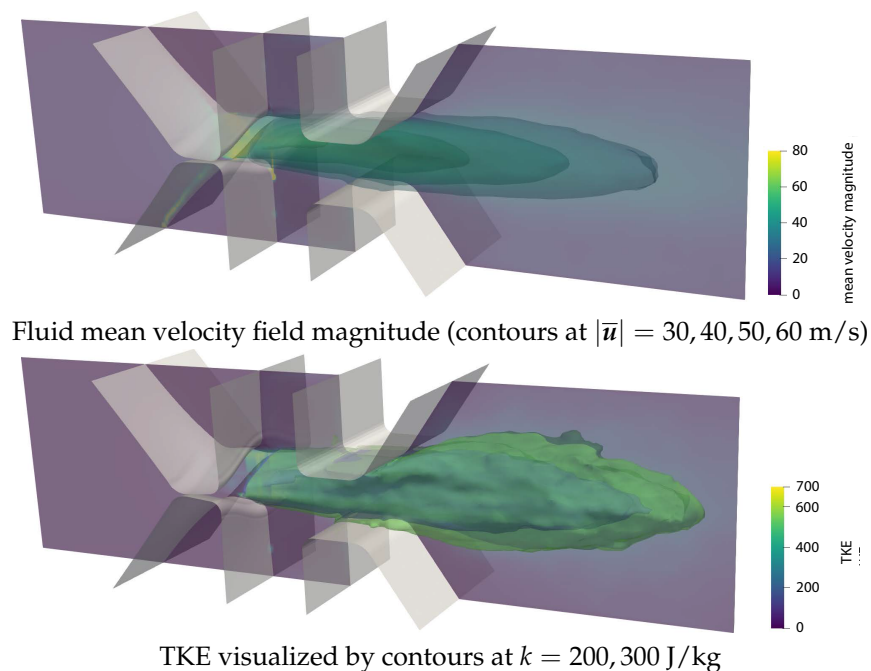 80
60
40
20
0
mean velocity magnitude
Fluid mean velocity field magnitude (contours at |u̅| = 30, 40, 50, 60 m/s)
700
600
400
200
0
TKE
TKE visualized by contours at k = 200, 300 J/kg